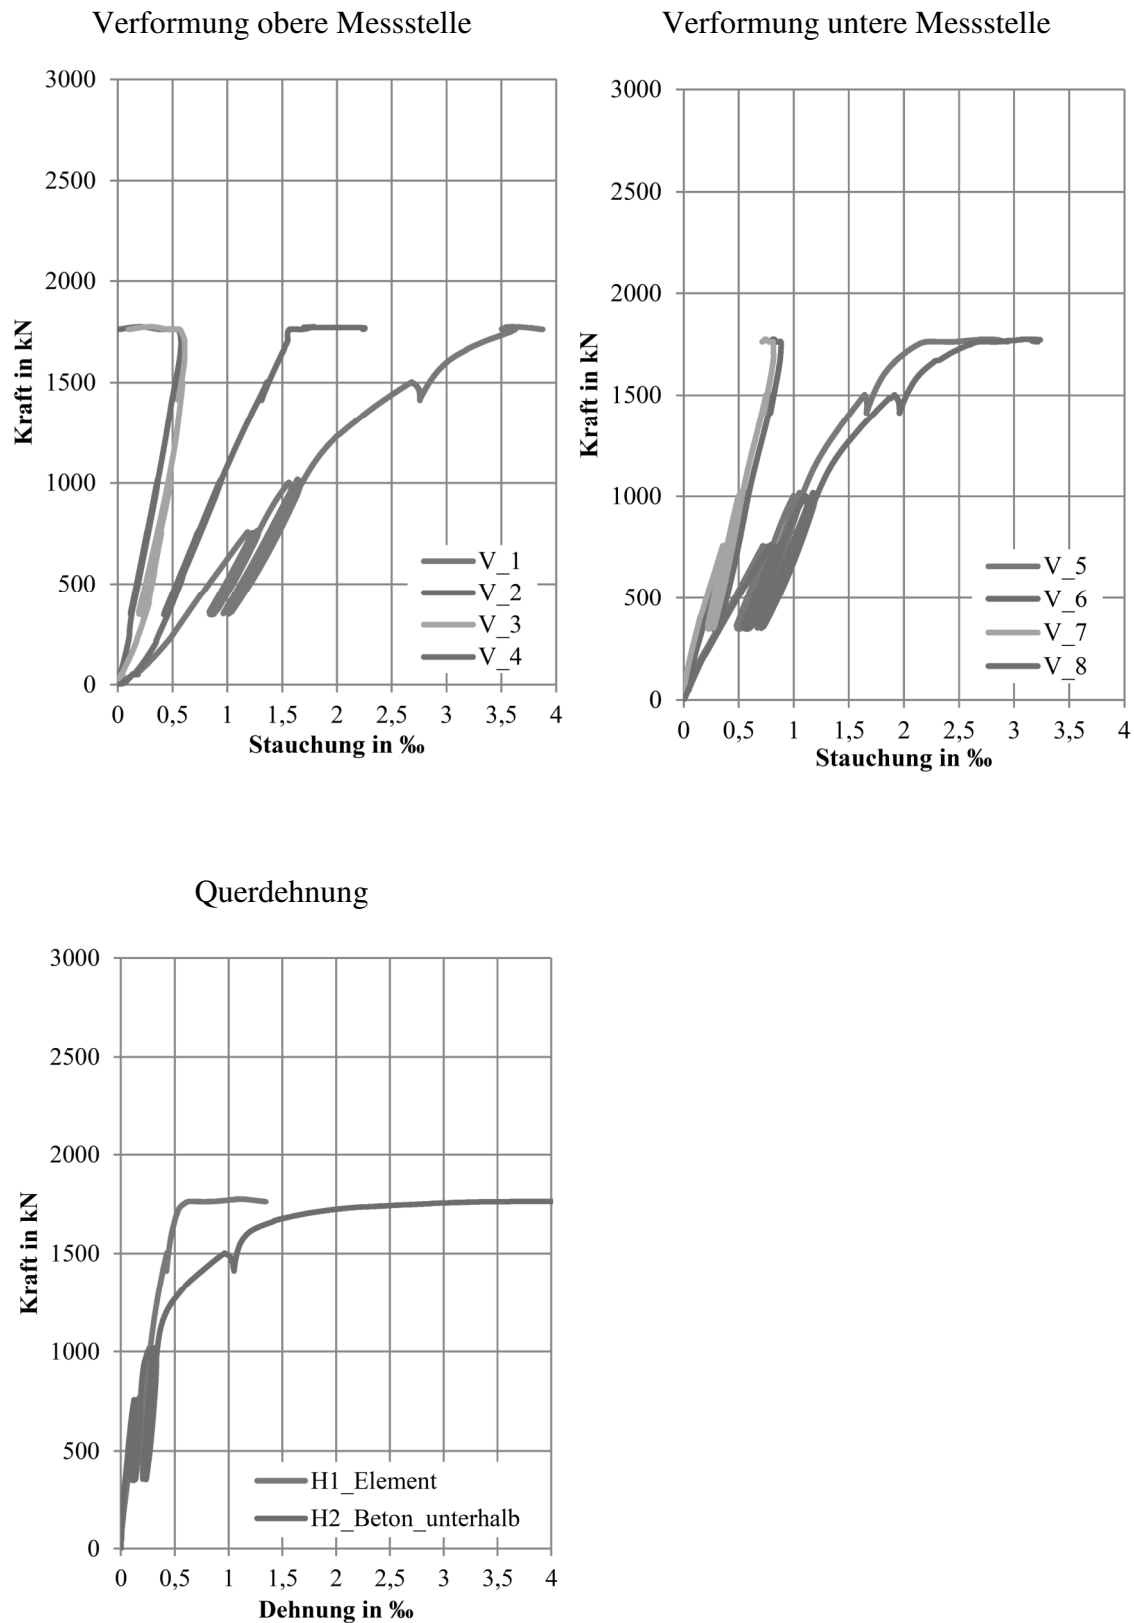 Verformung obere Messstelle
3000
2500
2000
1500
1000
500
0
Kraft in kN
V_1
V_2
V_3
V_4
0 0,5 1 1,5 2 2,5 3 3,5 4
Stauchung in ‰
Verformung untere Messstelle
3000
2500
2000
1500
1000
500
0
Kraft in kN
V_5
V_6
V_7
V_8
0 0,5 1 1,5 2 2,5 3 3,5 4
Stauchung in ‰
Querdehnung
3000
2500
2000
1500
1000
500
0
Kraft in kN
H1_Element
H2_Beton_unterhalb
0 0,5 1 1,5 2 2,5 3 3,5 4
Dehnung in ‰